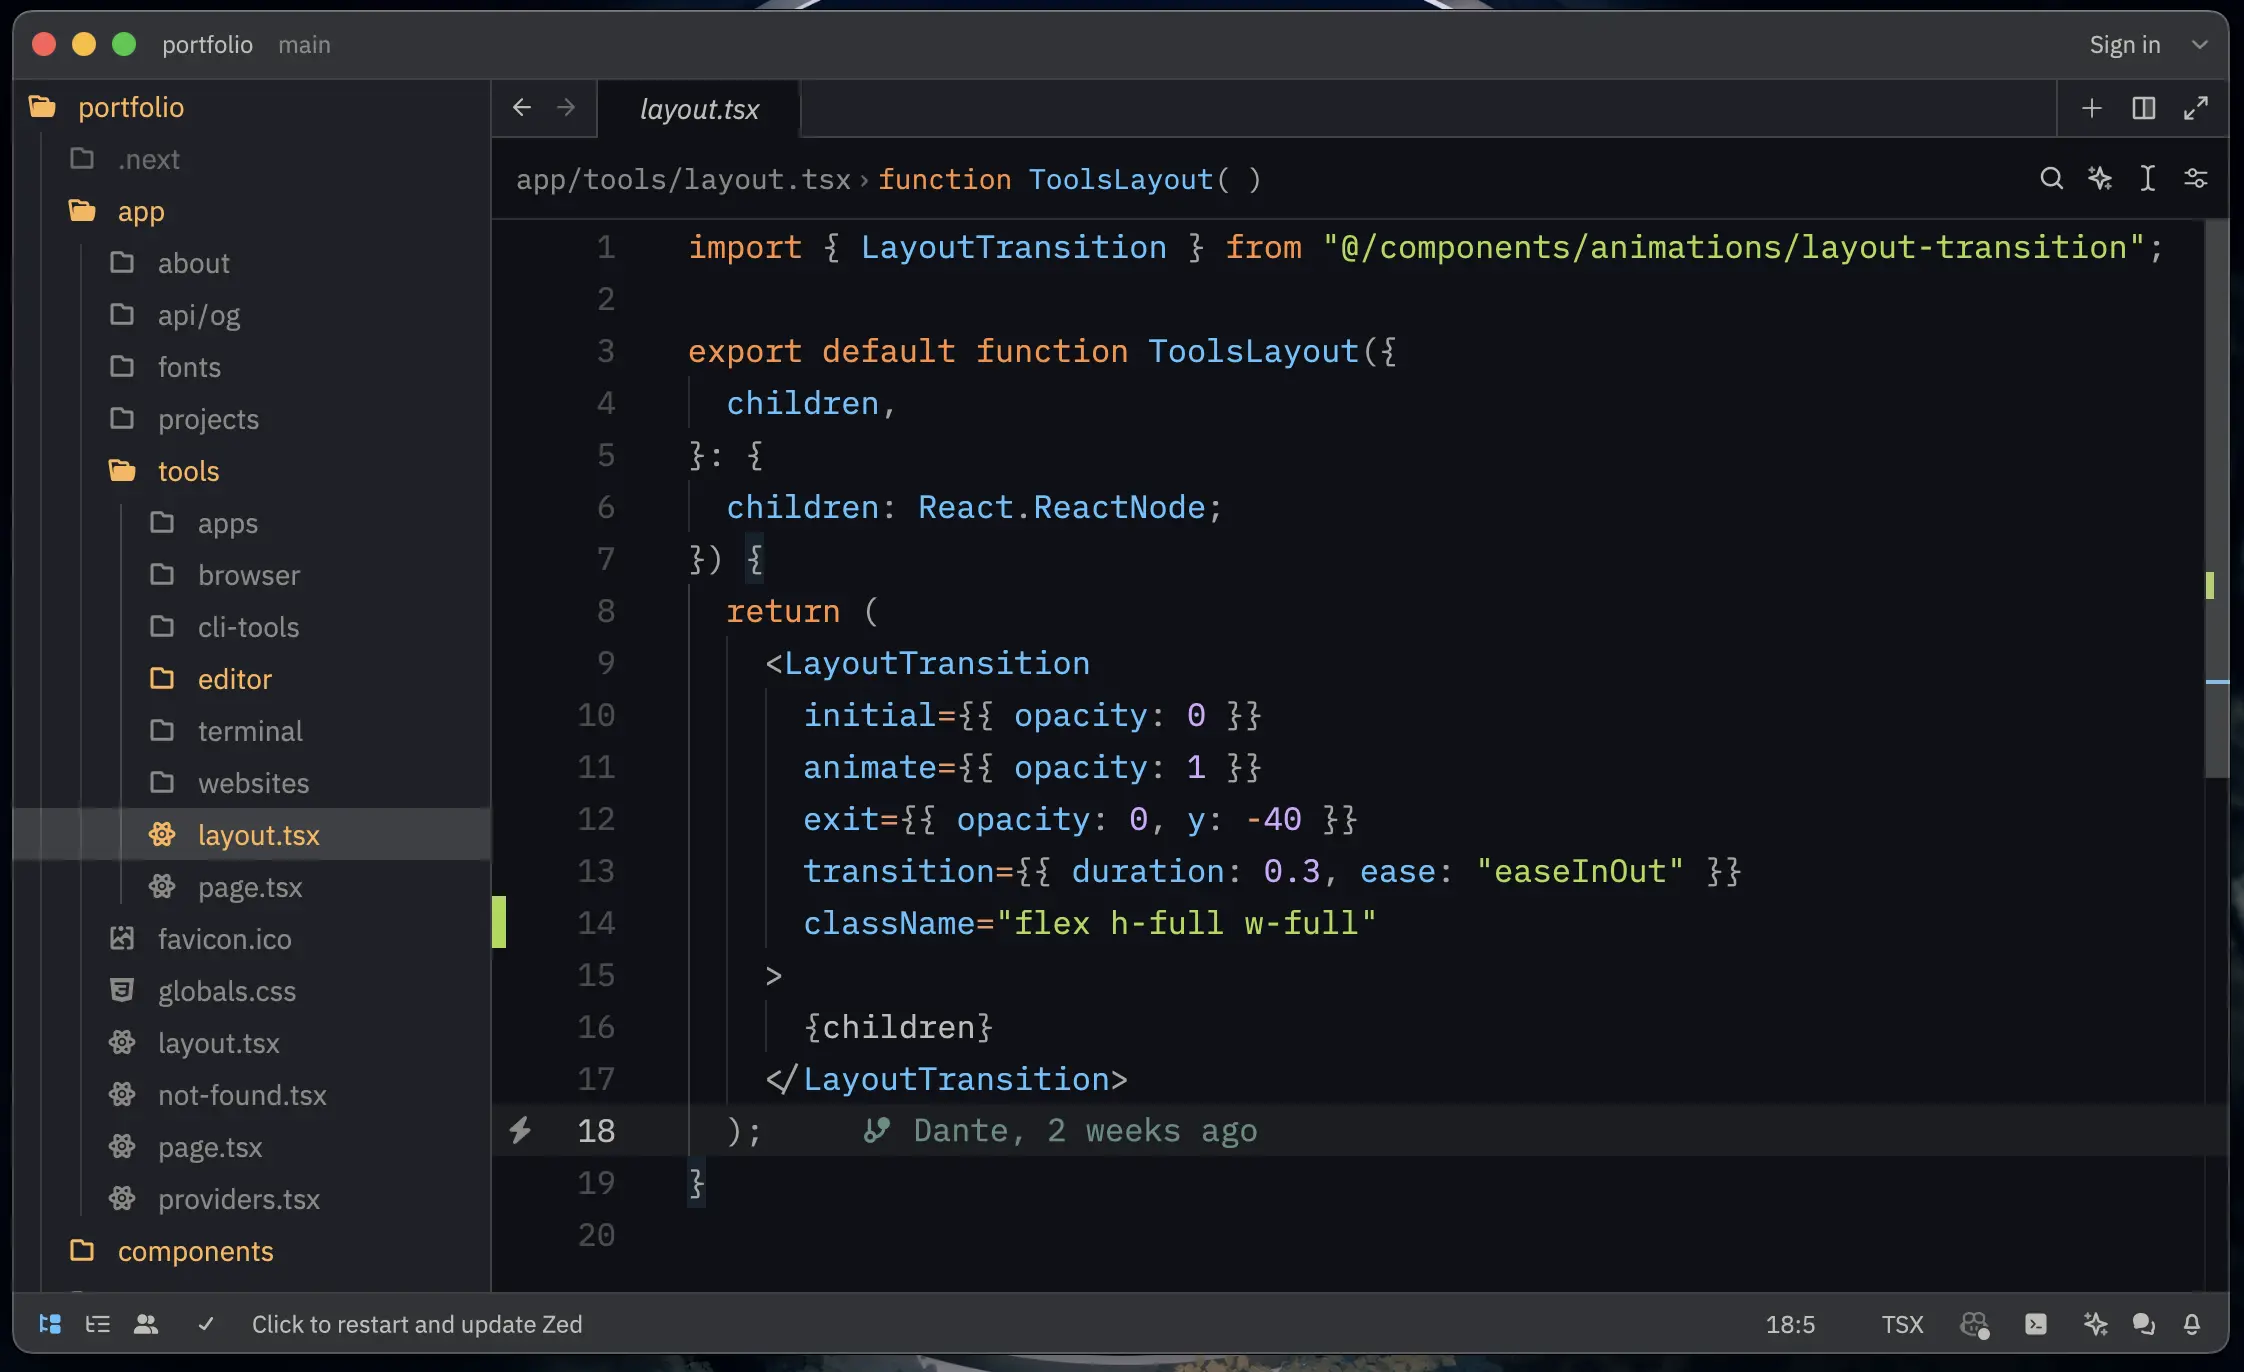 portfolio main Sign in
portfolio
.next
app
about
api/og
fonts
projects
tools
apps
browser
cli-tools
editor
terminal
websites
layout.tsx
page.tsx
favicon.ico
globals.css
layout.tsx
not-found.tsx
page.tsx
providers.tsx
components
layout.tsx
app/tools/layout.tsx › function ToolsLayout( )
1 import { LayoutTransition } from "@/components/animations/layout-transition";
2
3 export default function ToolsLayout({
4   children,
5 }: {
6   children: React.ReactNode;
7 }) {
8   return (
9     <LayoutTransition
10       initial={{ opacity: 0 }}
11       animate={{ opacity: 1 }}
12       exit={{ opacity: 0, y: -40 }}
13       transition={{ duration: 0.3, ease: "easeInOut" }}
14       className="flex h-full w-full"
15     >
16       {children}
17     </LayoutTransition>
18   ); Dante, 2 weeks ago
19 }
20
Click to restart and update Zed 18:5 TSX